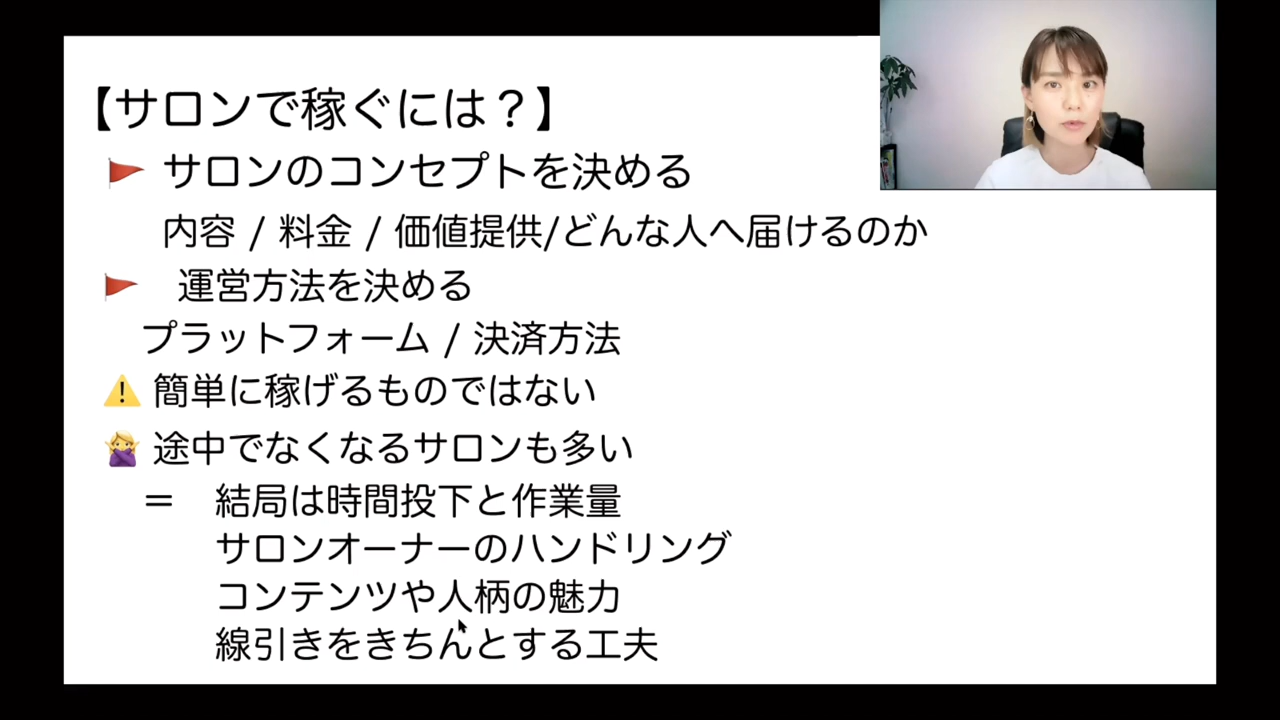 【サロンで稼ぐには？】
🚩 サロンのコンセプトを決める
内容 / 料金 / 価値提供/どんな人へ届けるのか
🚩 運営方法を決める
プラットフォーム / 決済方法
⚠️ 簡単に稼げるものではない
🙅‍♀️ 途中でなくなるサロンも多い
＝　結局は時間投下と作業量
サロンオーナーのハンドリング
コンテンツや人柄の魅力
線引きをきちんとする工夫